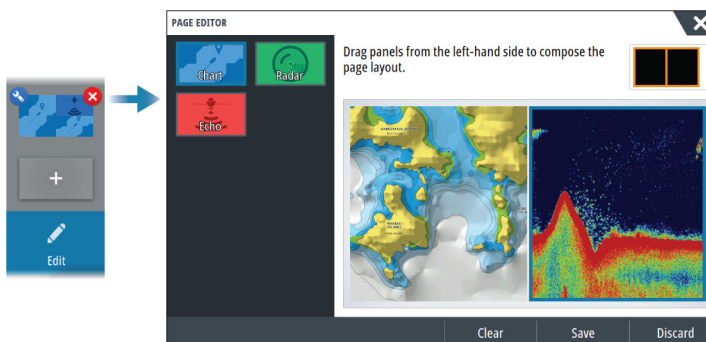 PAGE EDITOR
Chart
Radar
Echo
Drag panels from the left-hand side to compose the
page layout.
Edit
Clear
Save
Discard